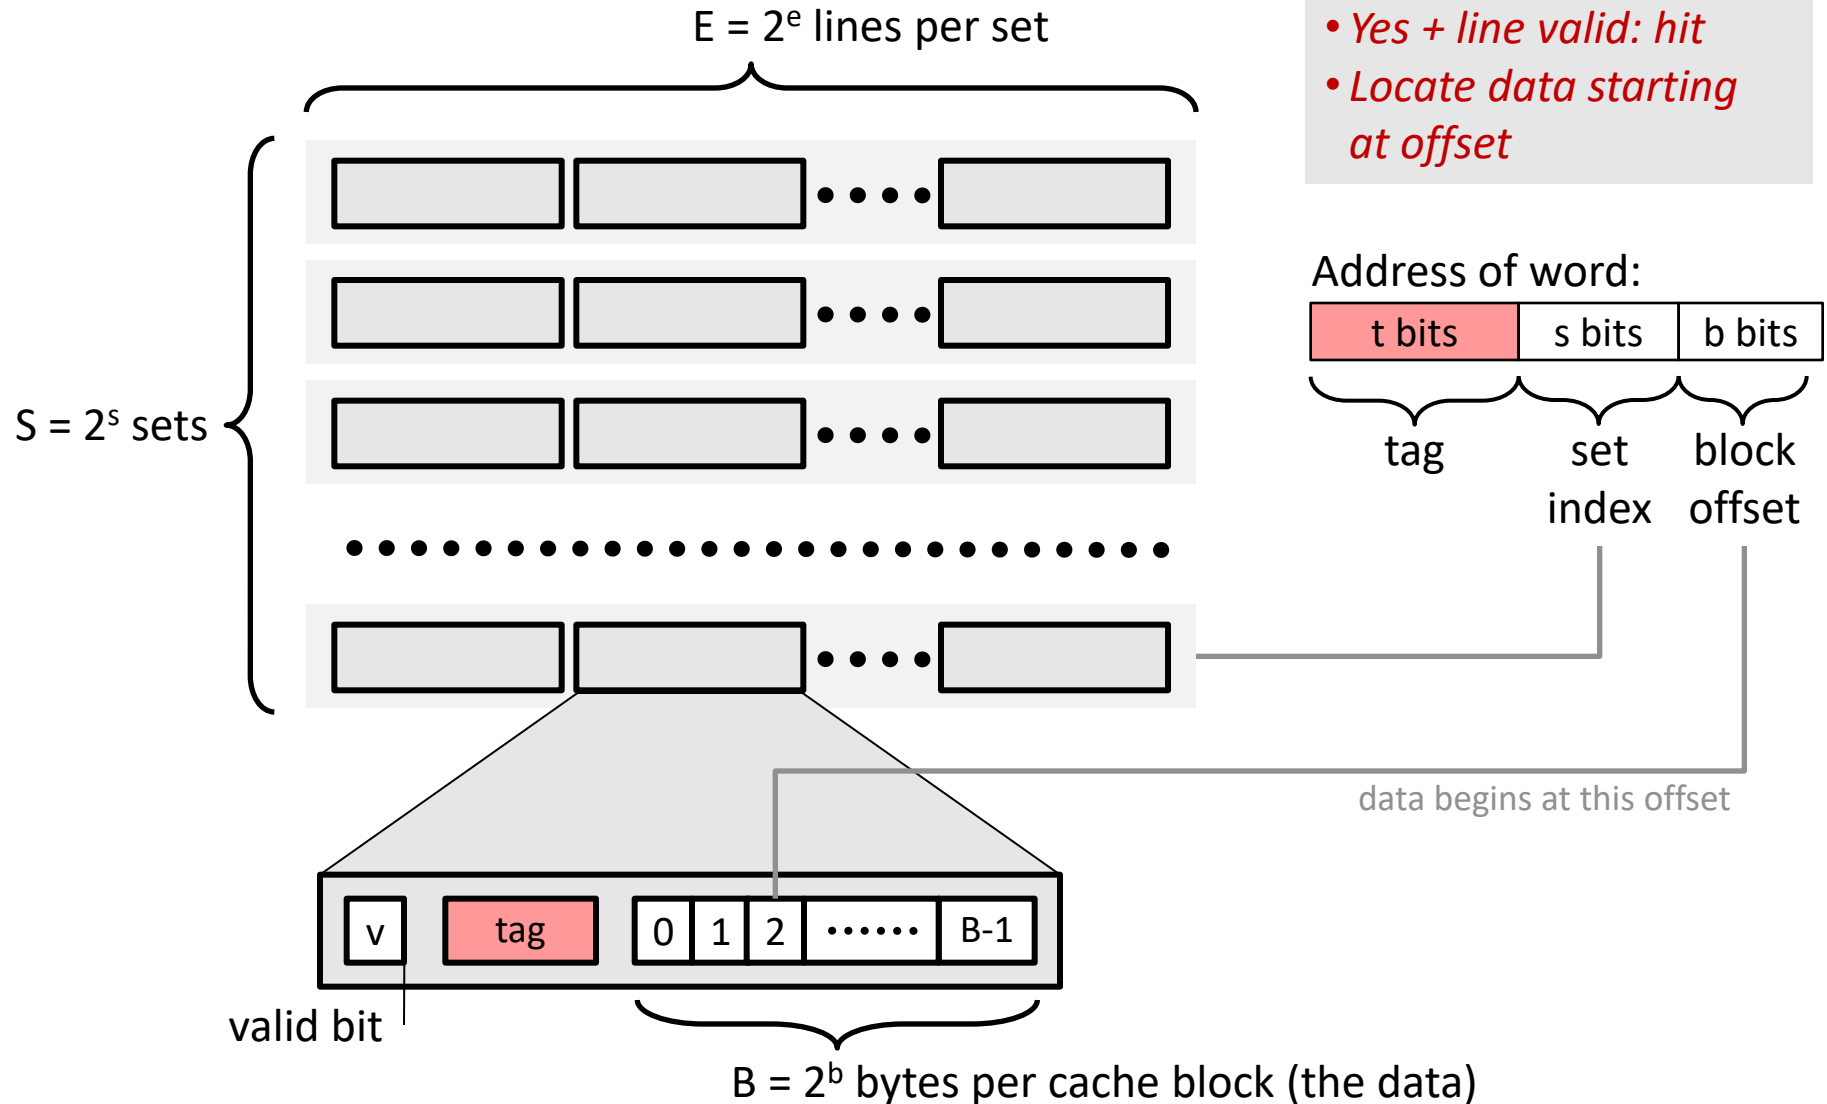 E = 2ᵉ lines per set
• Yes + line valid: hit
• Locate data starting
at offset
Address of word:
t bits s bits b bits
S = 2ˢ sets
tag set block
index offset
data begins at this offset
v tag 0 1 2 •••••• B-1
valid bit
B = 2ᵇ bytes per cache block (the data)